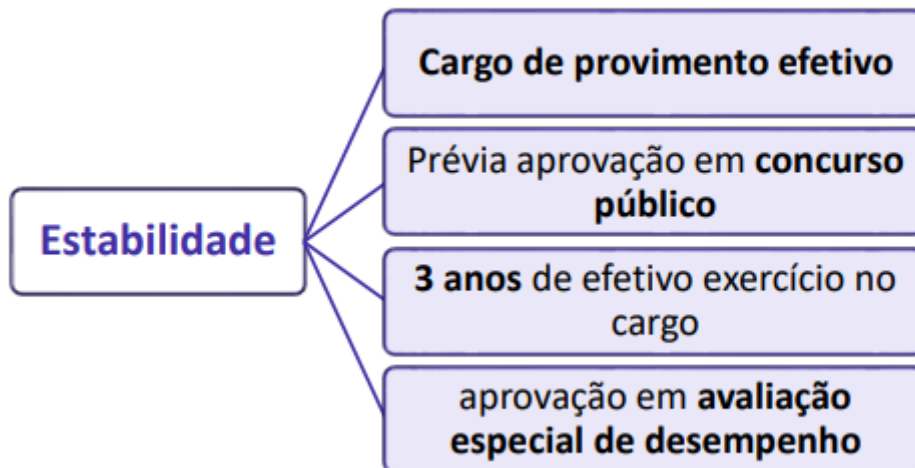 Estabilidade
Cargo de provimento efetivo
Prévia aprovação em concurso
público
3 anos de efetivo exercício no
cargo
aprovação em avaliação
especial de desempenho